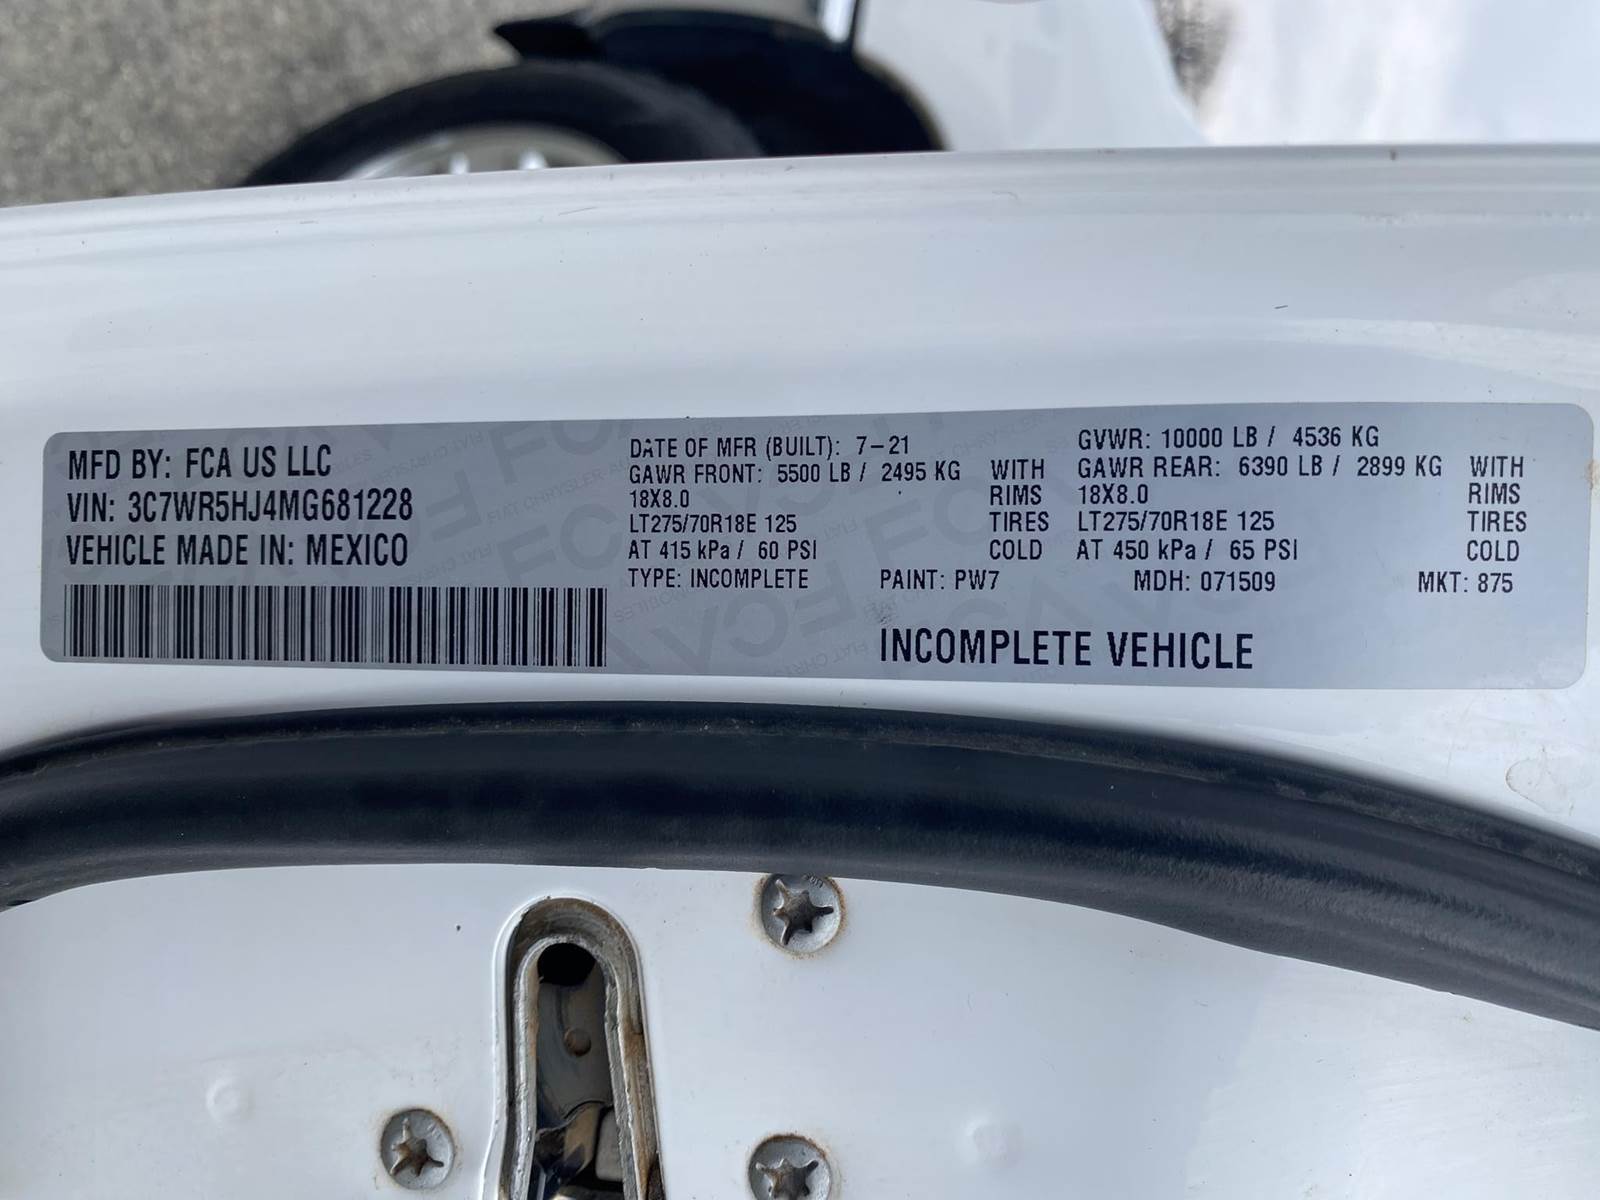 MFD BY: FCA US LLC
VIN: 3C7WR5HJ4MG681228
VEHICLE MADE IN: MEXICO
DATE OF MFR (BUILT): 7-21
GAWR FRONT: 5500 LB / 2495 KG WITH
18X8.0 RIMS
LT275/70R18E 125 TIRES
AT 415 kPa / 60 PSI COLD
GVWR: 10000 LB / 4536 KG
GAWR REAR: 6390 LB / 2899 KG WITH
18X8.0 RIMS
LT275/70R18E 125 TIRES
AT 450 kPa / 65 PSI COLD
TYPE: INCOMPLETE PAINT: PW7 MDH: 071509 MKT: 875
INCOMPLETE VEHICLE